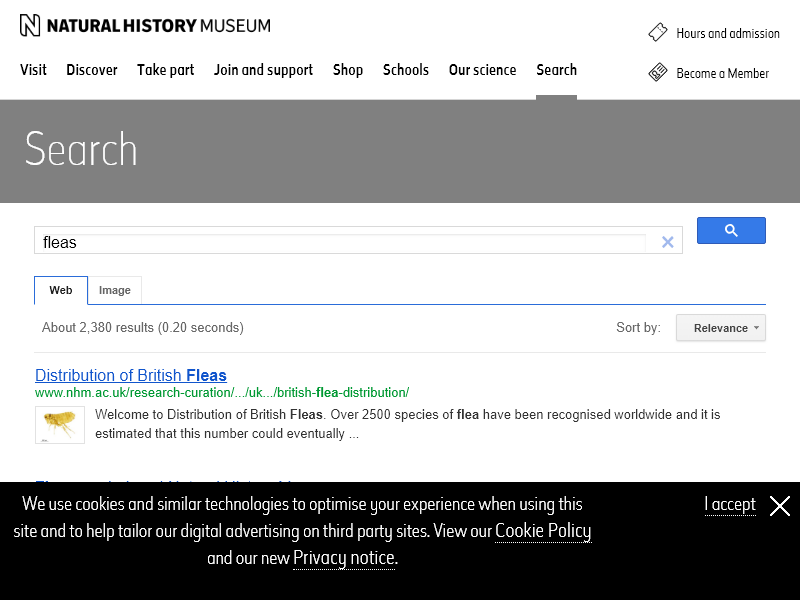 NATURAL HISTORY MUSEUM
Hours and admission
Visit Discover Take part Join and support Shop Schools Our science Search
Become a Member
Search
fleas
Web Image
About 2,380 results (0.20 seconds)
Sort by: Relevance
Distribution of British Fleas
www.nhm.ac.uk/research-curation/.../uk.../british-flea-distribution/
Welcome to Distribution of British Fleas. Over 2500 species of flea have been recognised worldwide and it is
estimated that this number could eventually ...
We use cookies and similar technologies to optimise your experience when using this
site and to help tailor our digital advertising on third party sites. View our Cookie Policy
and our new Privacy notice.
I accept